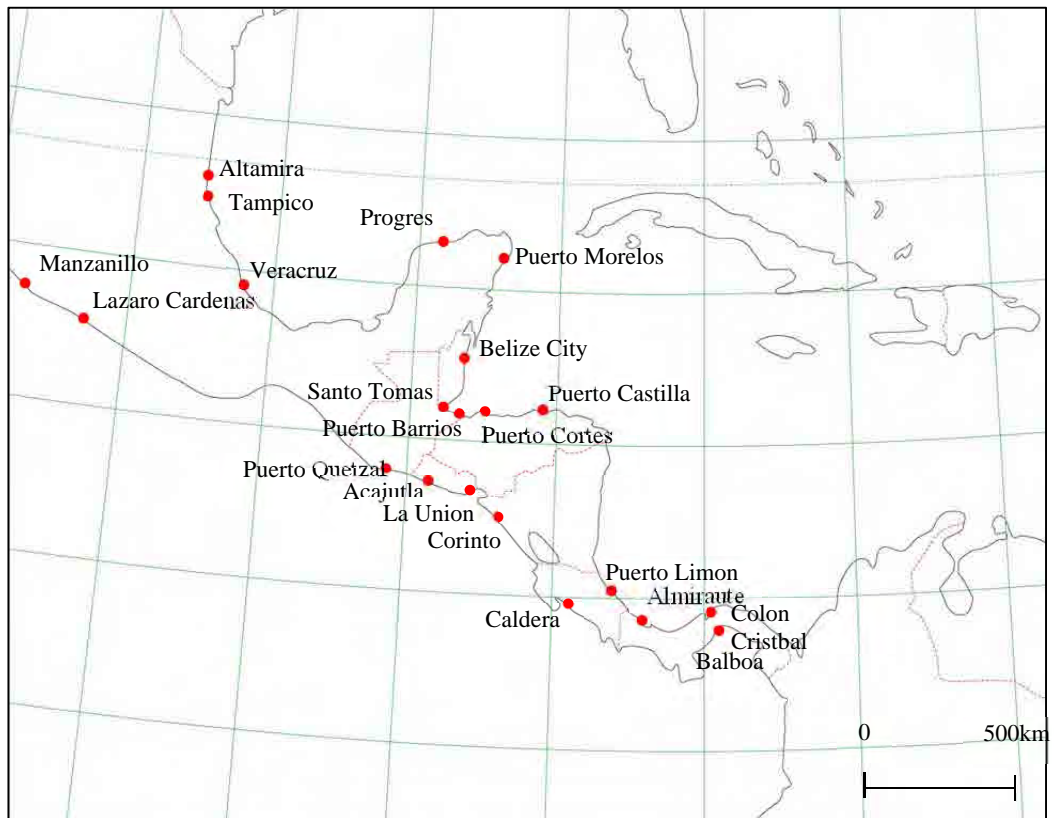 Altamira
Tampico
Progres
Puerto Morelos
Manzanillo
Veracruz
Lazaro Cardenas
Belize City
Santo Tomas
Puerto Castilla
Puerto Barrios
Puerto Cortes
Puerto Quetzal
Acajutla
La Union
Corinto
Puerto Limon
Almirante
Caldera
Colon
Cristbal
Balboa
0 500km